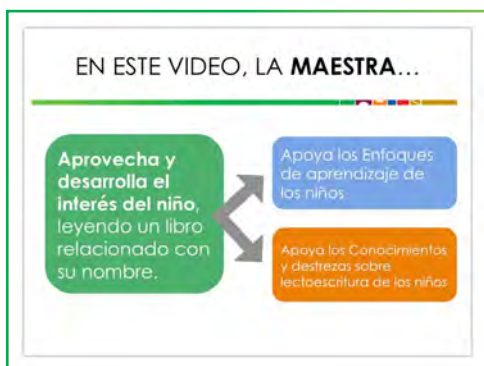 EN ESTE VIDEO, LA MAESTRA...
Aprovecha y
desarrolla el
interés del niño,
leyendo un libro
relacionado con
su nombre.
Apoya los Enfoques
de aprendizaje de
los niños
Apoya los Conocimientos
y destrezas sobre
lectoescritura de los niños